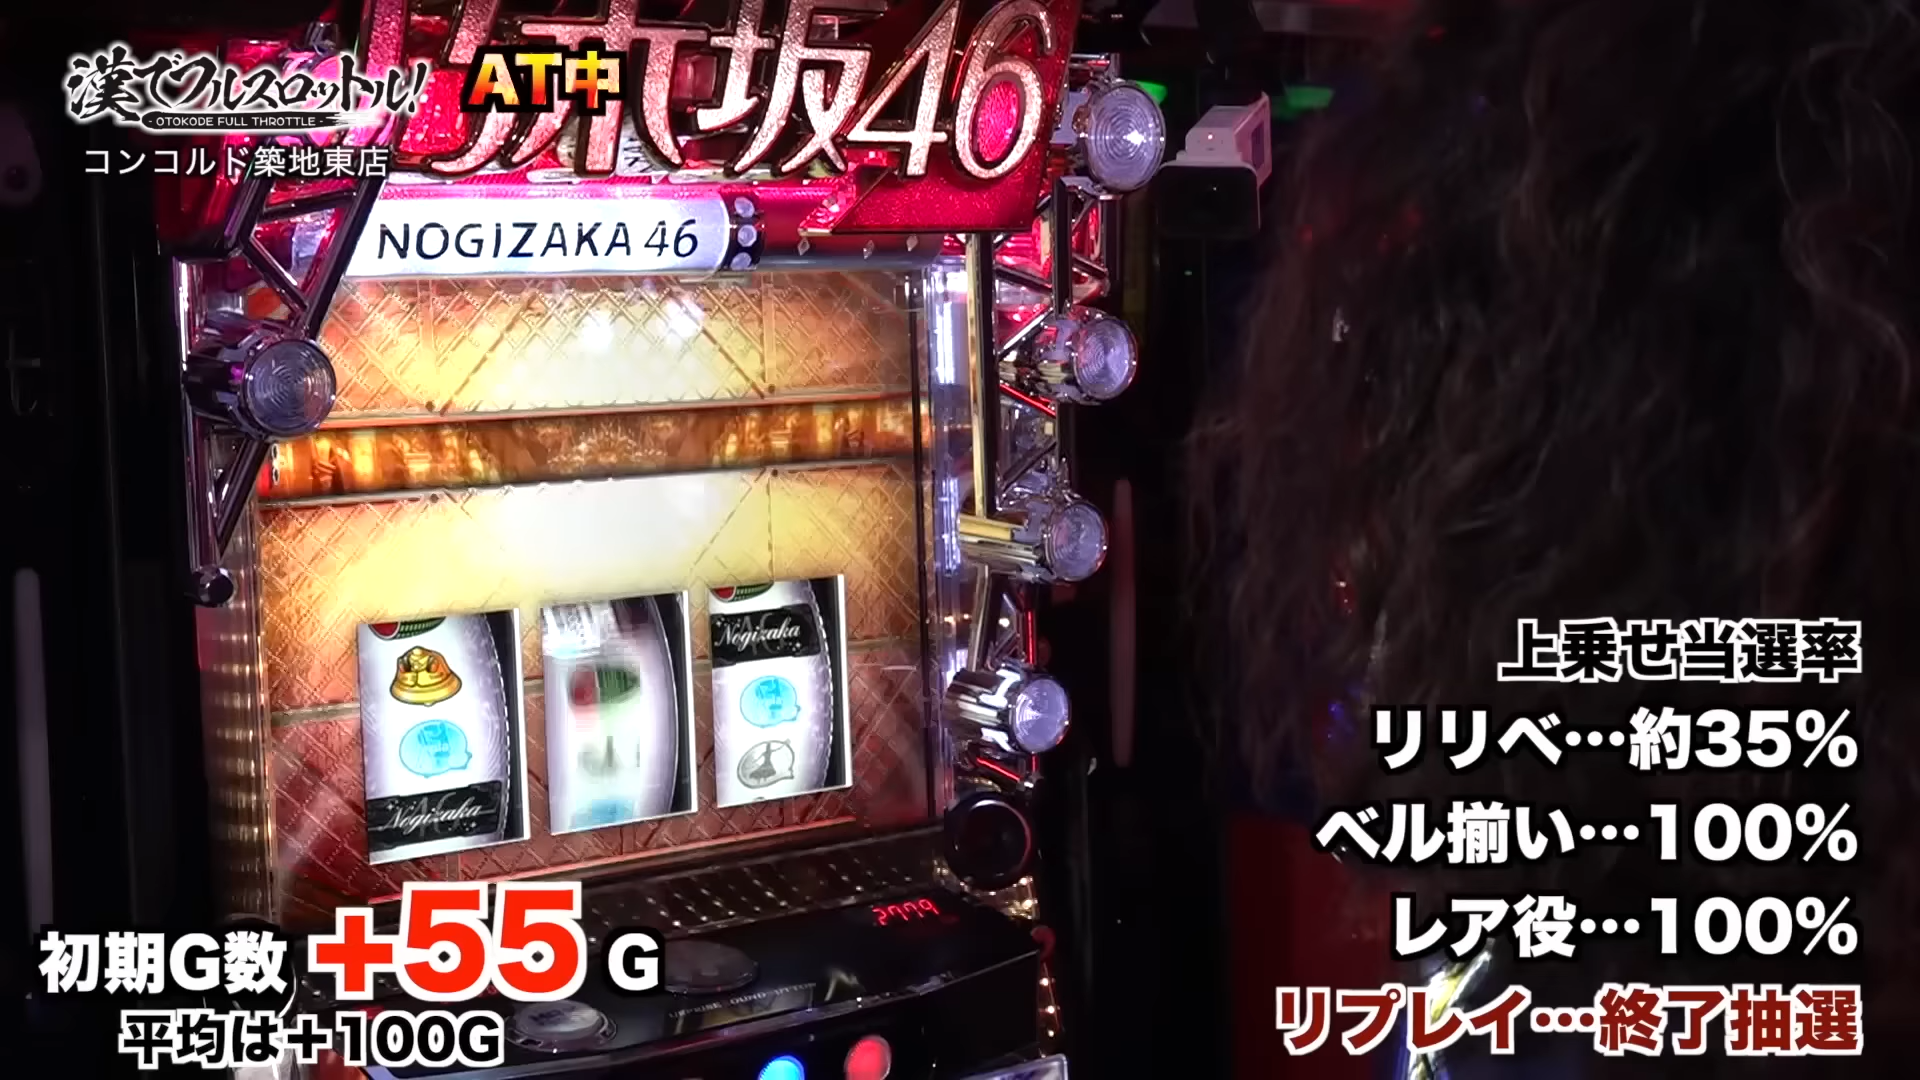 漢でフルスロットル!
- OTOKODE FULL THROTTLE -
コンコルド築地東店
AT中
乃木坂46
NOGIZAKA 46
Nogizaka
Nogizaka
初期G数 +55 G
平均は+100G
上乗せ当選率
リリベ…約35%
ベル揃い…100%
レア役…100%
リプレイ…終了抽選